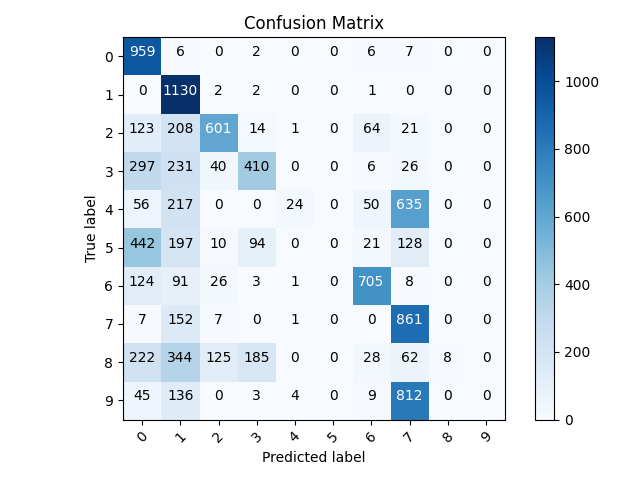 Confusion Matrix
0 959 6 0 2 0 0 6 7 0 0
1 0 1130 2 2 0 0 1 0 0 0
2 123 208 601 14 1 0 64 21 0 0
3 297 231 40 410 0 0 6 26 0 0
4 56 217 0 0 24 0 50 635 0 0
5 442 197 10 94 0 0 21 128 0 0
6 124 91 26 3 1 0 705 8 0 0
7 7 152 7 0 1 0 0 861 0 0
8 222 344 125 185 0 0 28 62 8 0
9 45 136 0 3 4 0 9 812 0 0
0 1 2 3 4 5 6 7 8 9
True label
Predicted label
1000
800
600
400
200
0